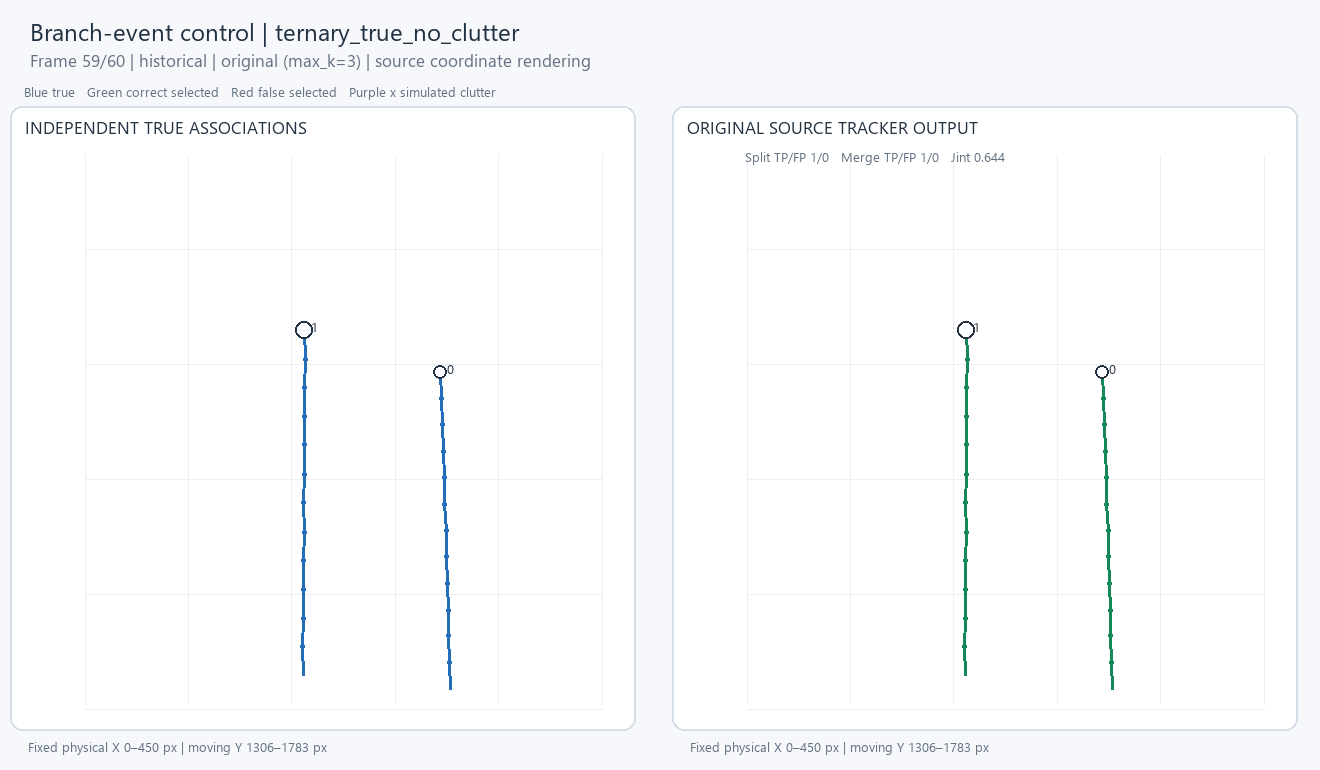 Branch-event control | ternary_true_no_clutter
Frame 59/60 | historical | original (max_k=3) | source coordinate rendering
Blue true Green correct selected Red false selected Purple x simulated clutter
INDEPENDENT TRUE ASSOCIATIONS
1
0
Fixed physical X 0–450 px | moving Y 1306–1783 px
ORIGINAL SOURCE TRACKER OUTPUT
Split TP/FP 1/0 Merge TP/FP 1/0 Jint 0.644
1
0
Fixed physical X 0–450 px | moving Y 1306–1783 px